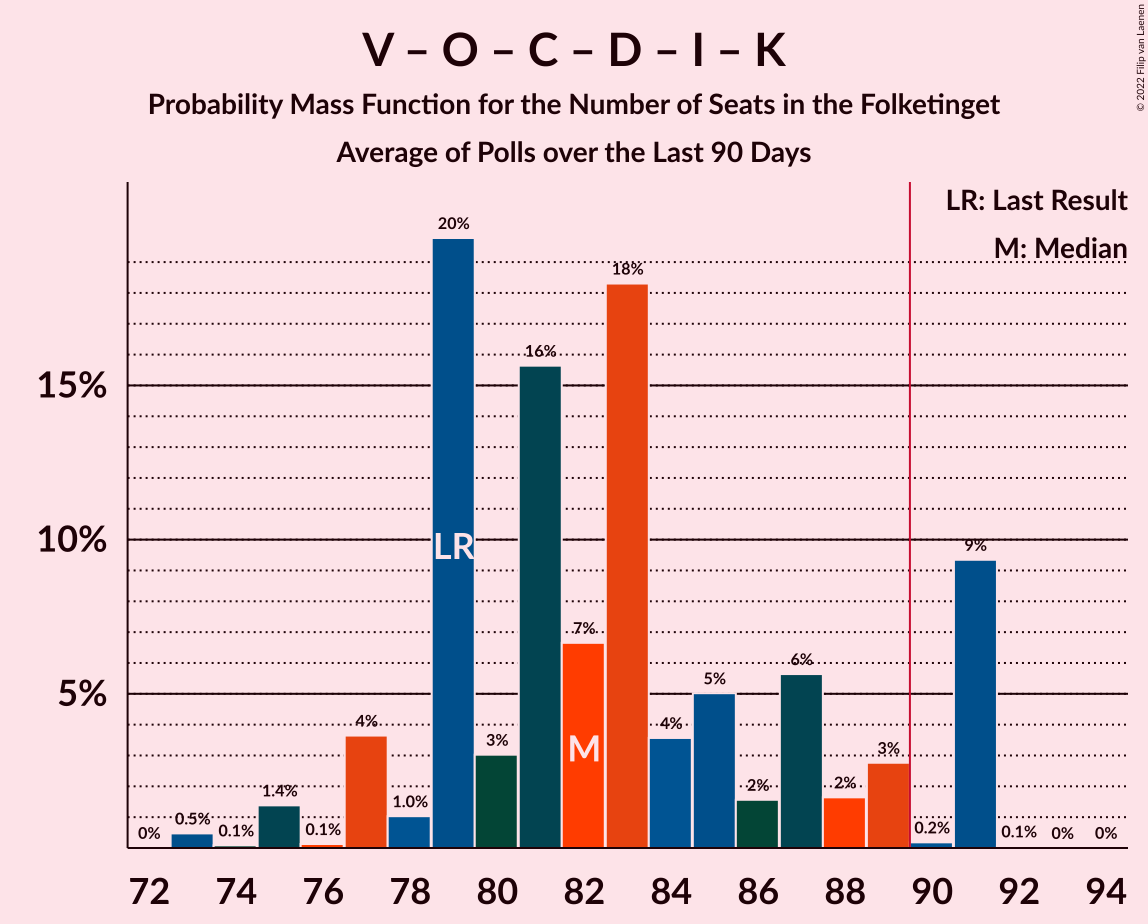 V – O – C – D – I – K
Probability Mass Function for the Number of Seats in the Folketinget
Average of Polls over the Last 90 Days
© 2022 Filip van Laenen
LR: Last Result
M: Median
20%
18%
16%
15%
10%
LR
9%
7%
6%
5%
5%
M
4%
4%
3%
3%
2%
2%
1.4%
1.0%
0%
0.5%
0.1%
0.1%
0.2%
0.1%
0%
0%
72 74 76 78 80 82 84 86 88 90 92 94